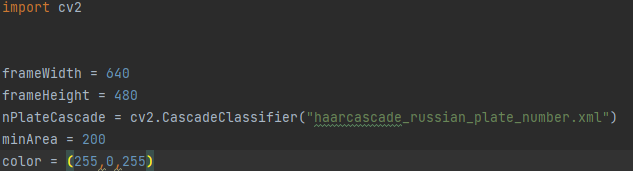 import cv2
frameWidth = 640
frameHeight = 480
nPlateCascade = cv2.CascadeClassifier("haarcascade_russian_plate_number.xml")
minArea = 200
color = (255,0,255)